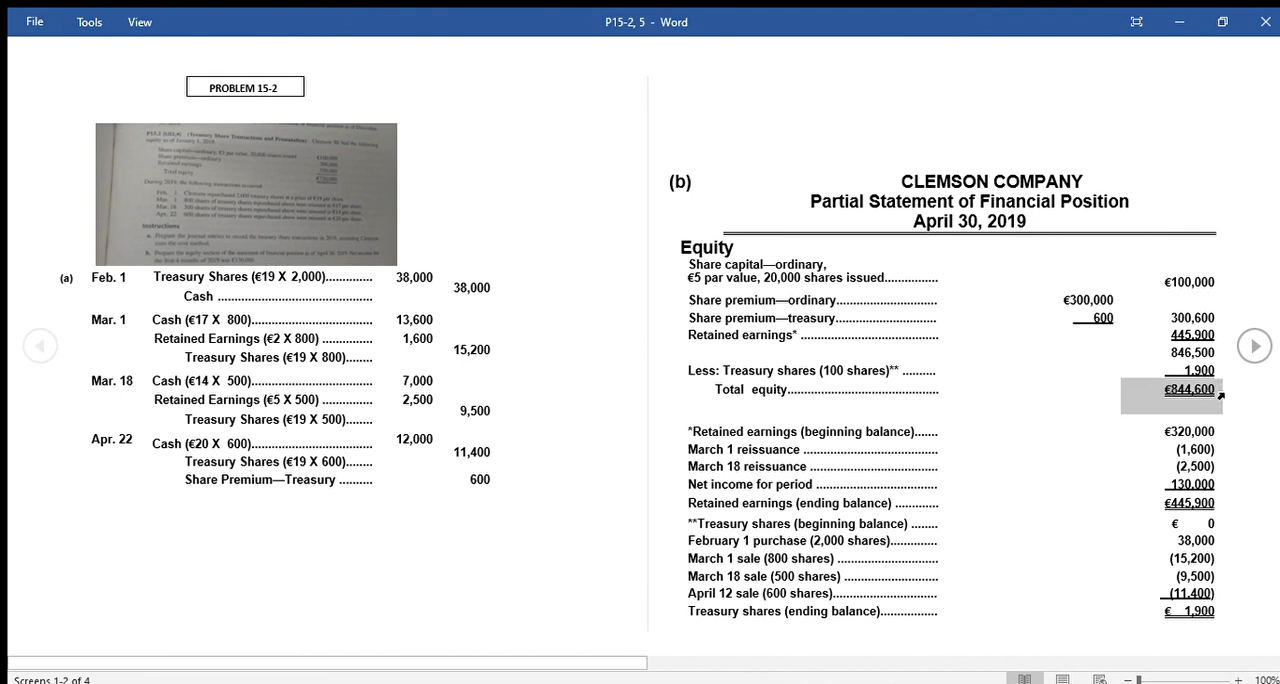 File Tools View P15-2, 5 - Word
PROBLEM 15-2
(a) Feb. 1 Treasury Shares (€19 X 2,000).............. 38,000
Cash ........................................... 38,000
Mar. 1 Cash (€17 X 800)................................. 13,600
Retained Earnings (€2 X 800) .............. 1,600
Treasury Shares (€19 X 800)........ 15,200
Mar. 18 Cash (€14 X 500)................................. 7,000
Retained Earnings (€5 X 500) .............. 2,500
Treasury Shares (€19 X 500)........ 9,500
Apr. 22 Cash (€20 X 600)................................. 12,000
Treasury Shares (€19 X 600)........ 11,400
Share Premium—Treasury .......... 600
(b) CLEMSON COMPANY
Partial Statement of Financial Position
April 30, 2019
Equity
Share capital—ordinary,
€5 par value, 20,000 shares issued................ €100,000
Share premium—ordinary.............................. €300,000
Share premium—treasury.............................. 600 300,600
Retained earnings* ......................................... 445,900
846,500
Less: Treasury shares (100 shares)** .......... 1,900
Total equity............................................ €844,600
*Retained earnings (beginning balance)....... €320,000
March 1 reissuance ........................................ (1,600)
March 18 reissuance ...................................... (2,500)
Net income for period .................................... 130,000
Retained earnings (ending balance) ............. €445,900
**Treasury shares (beginning balance) ........ € 0
February 1 purchase (2,000 shares).............. 38,000
March 1 sale (800 shares) .............................. (15,200)
March 18 sale (500 shares) ............................ (9,500)
April 12 sale (600 shares)............................... (11,400)
Treasury shares (ending balance)................. € 1,900
Screens 1-2 of 4 100%